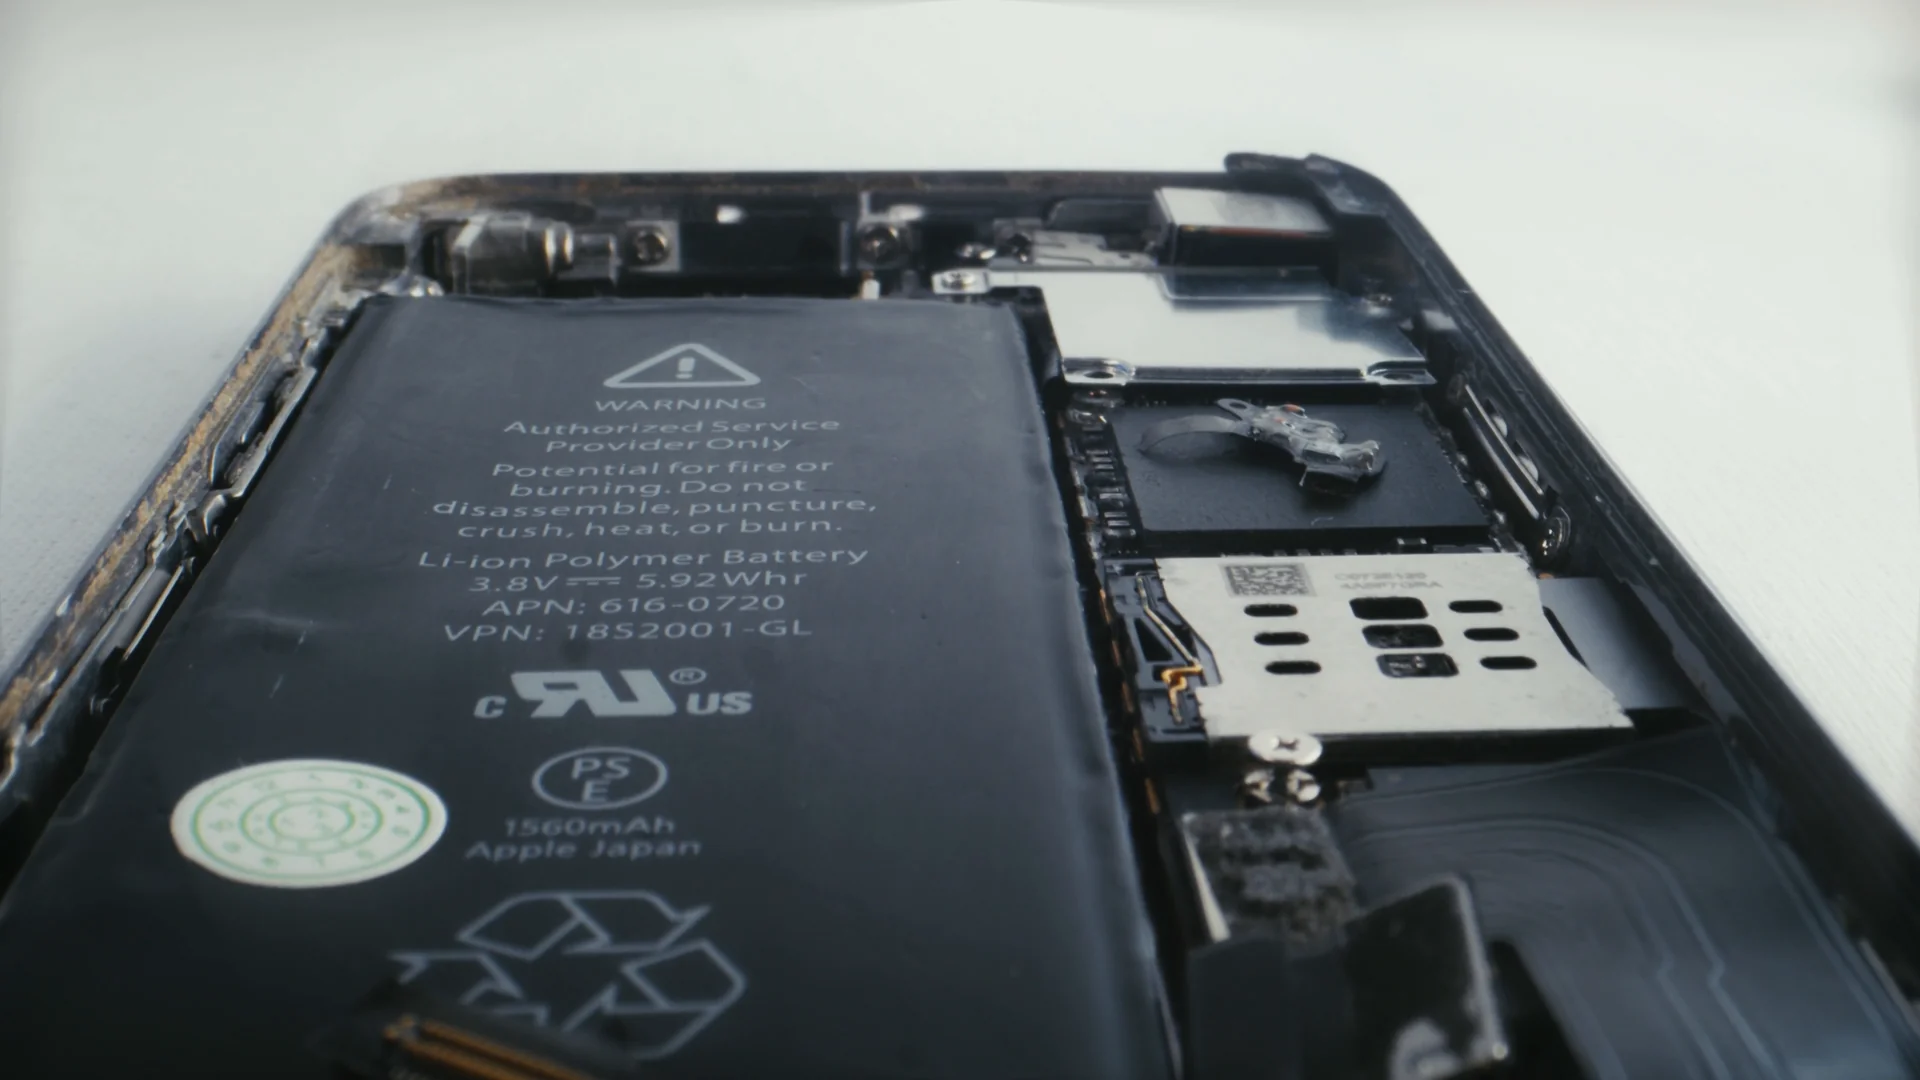 WARNING
Authorized Service
Provider Only
Potential for fire or
burning. Do not
disassemble, puncture,
crush, heat, or burn.
Li-ion Polymer Battery
3.8V⎓ 5.92Whr
APN: 616-0720
VPN: 1852001-GL
c RU® US
PS
E
1560mAh
Apple Japan